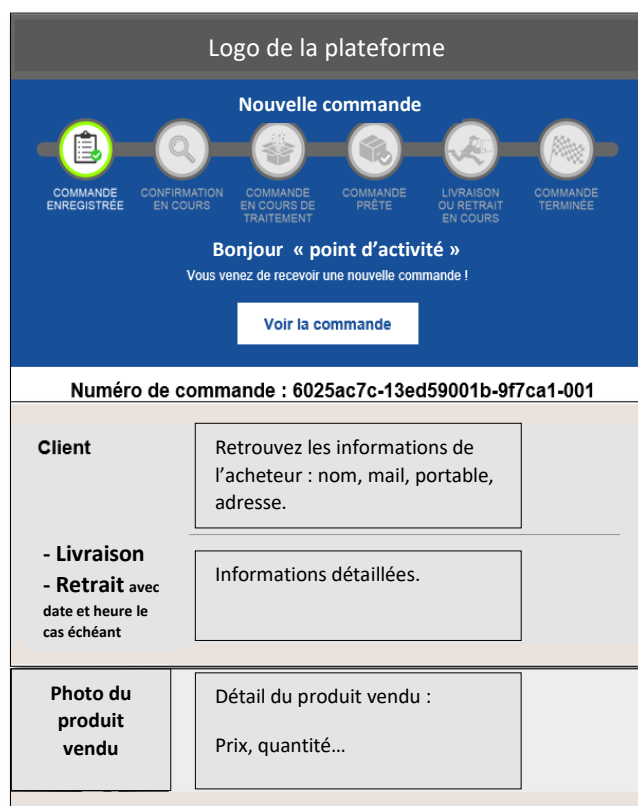 Logo de la plateforme
Nouvelle commande
COMMANDE
ENREGISTRÉE
CONFIRMATION
EN COURS
COMMANDE
EN COURS DE
TRAITEMENT
COMMANDE
PRÊTE
LIVRAISON
OU RETRAIT
EN COURS
COMMANDE
TERMINÉE
Bonjour « point d’activité »
Vous venez de recevoir une nouvelle commande !
Voir la commande
Numéro de commande : 6025ac7c-13ed59001b-9f7ca1-001
Client
Retrouvez les informations de
l’acheteur : nom, mail, portable,
adresse.
- Livraison
- Retrait avec
date et heure le
cas échéant
Informations détaillées.
Photo du
produit
vendu
Détail du produit vendu :
Prix, quantité…